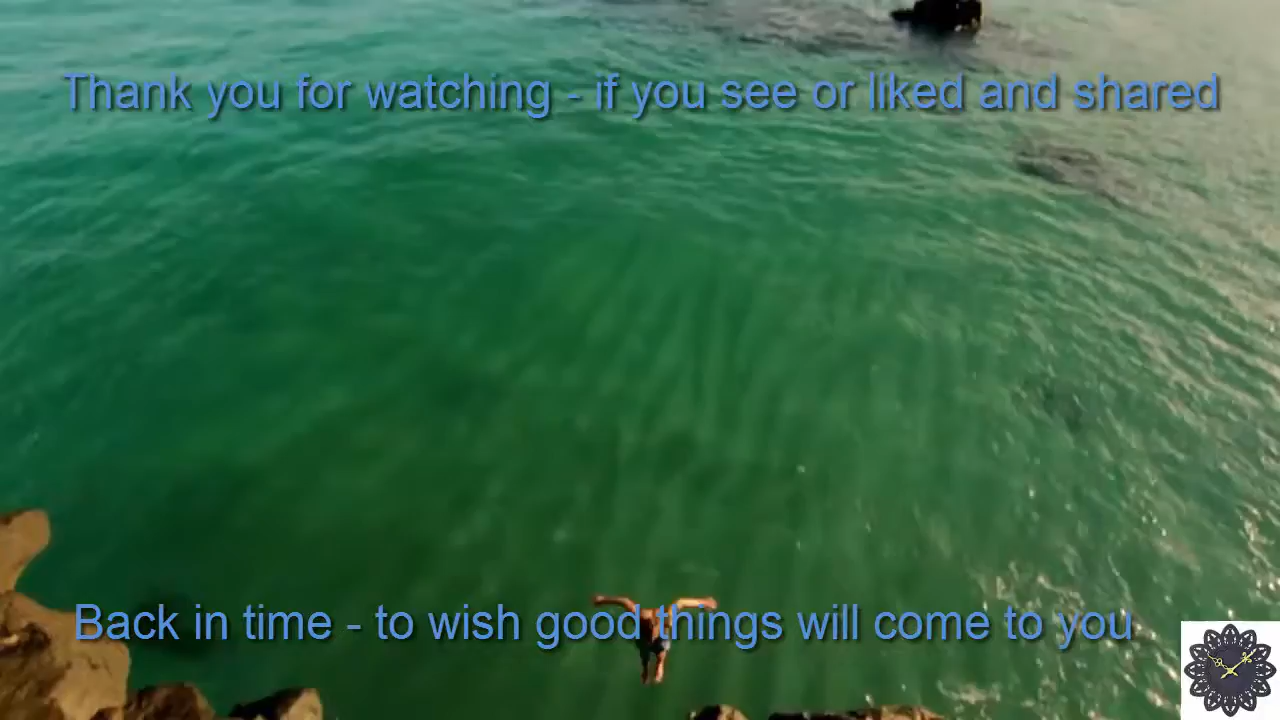 Thank you for watching - if you see or liked and shared
Back in time - to wish good things will come to you